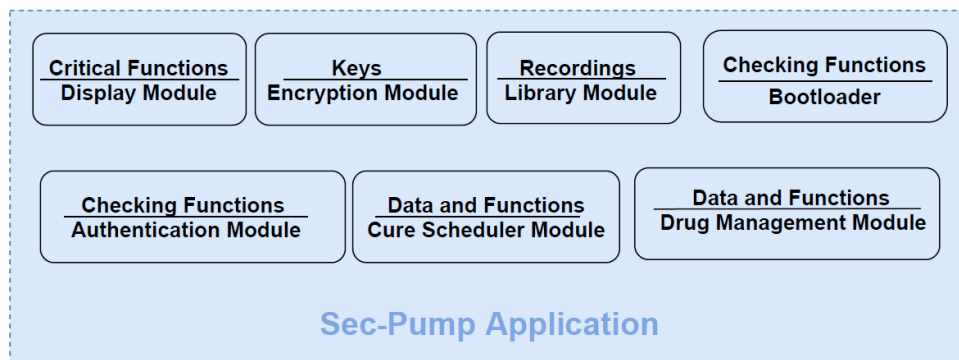 Critical Functions
Display Module
Keys
Encryption Module
Recordings
Library Module
Checking Functions
Bootloader
Checking Functions
Authentication Module
Data and Functions
Cure Scheduler Module
Data and Functions
Drug Management Module
Sec-Pump Application